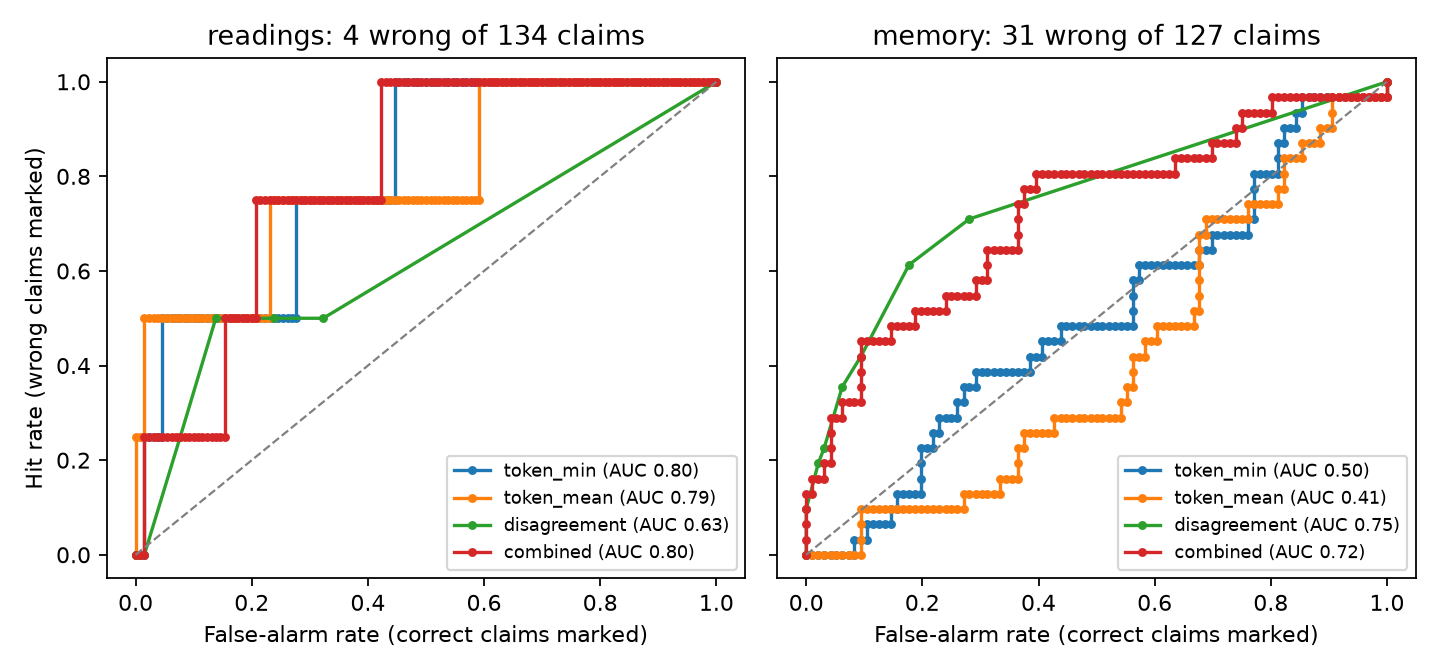 readings: 4 wrong of 134 claims
Hit rate (wrong claims marked)
1.0
0.8
0.6
0.4
0.2
0.0
token_min (AUC 0.80)
token_mean (AUC 0.79)
disagreement (AUC 0.63)
combined (AUC 0.80)
0.0 0.2 0.4 0.6 0.8 1.0
False-alarm rate (correct claims marked)
memory: 31 wrong of 127 claims
token_min (AUC 0.50)
token_mean (AUC 0.41)
disagreement (AUC 0.75)
combined (AUC 0.72)
0.0 0.2 0.4 0.6 0.8 1.0
False-alarm rate (correct claims marked)